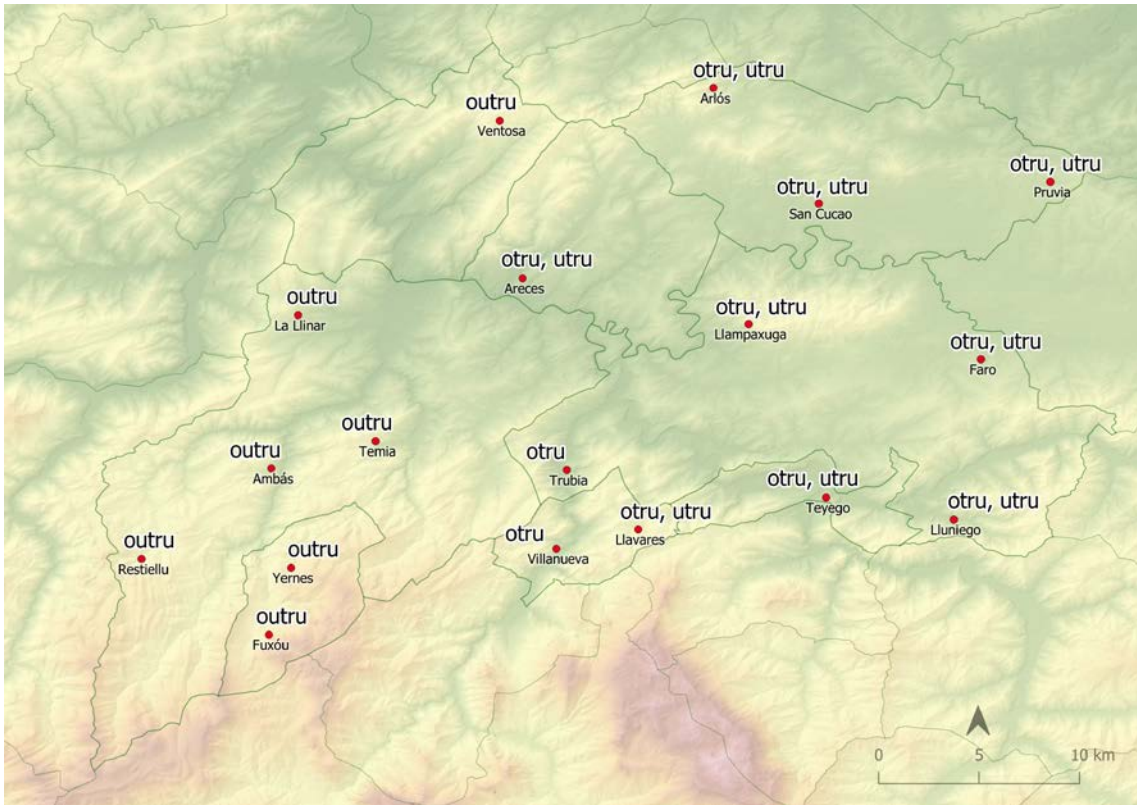 otru, utru
Arlós
outru
Ventosa
otru, utru
Pruvia
otru, utru
San Cucao
otru, utru
Areces
outru
La Llinar
otru, utru
Llampaxuga
otru, utru
Faro
outru
Temia
outru
Ambás
otru
Trubia
otru, utru
Teyego
otru, utru
Lluniego
otru, utru
Llavares
otru
Villanueva
outru
Restiellu
outru
Yernes
outru
Fuxóu
0 5 10 km